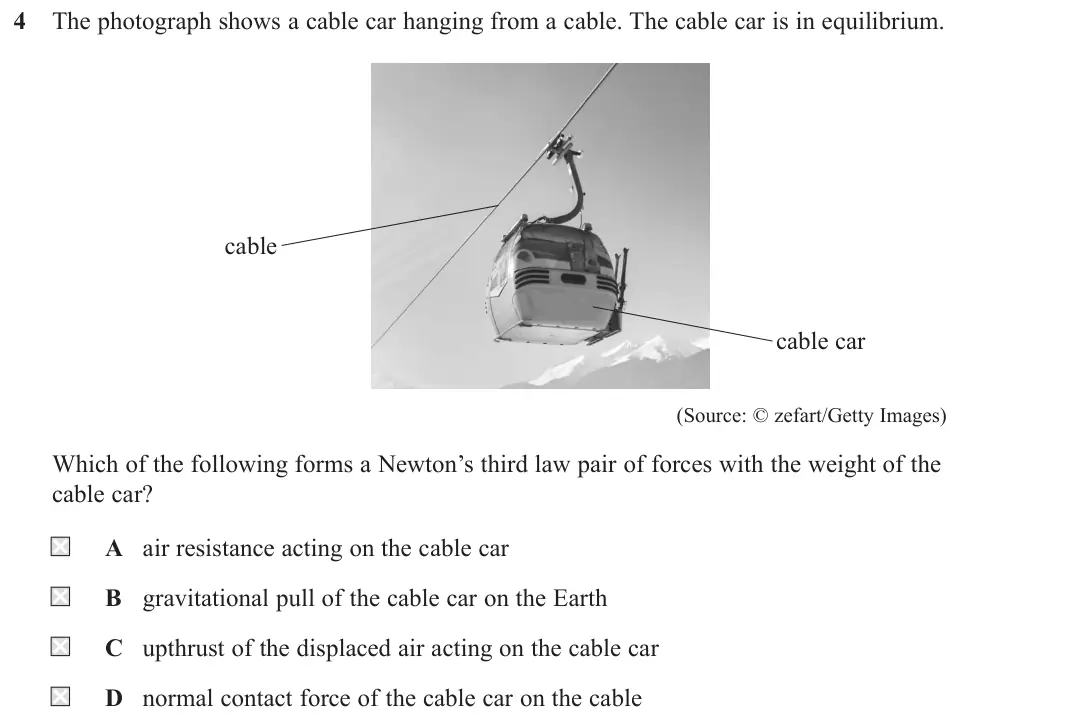 4 The photograph shows a cable car hanging from a cable. The cable car is in equilibrium.
cable
cable car
(Source: © zefart/Getty Images)
Which of the following forms a Newton's third law pair of forces with the weight of the
cable car?
A air resistance acting on the cable car
B gravitational pull of the cable car on the Earth
C upthrust of the displaced air acting on the cable car
D normal contact force of the cable car on the cable